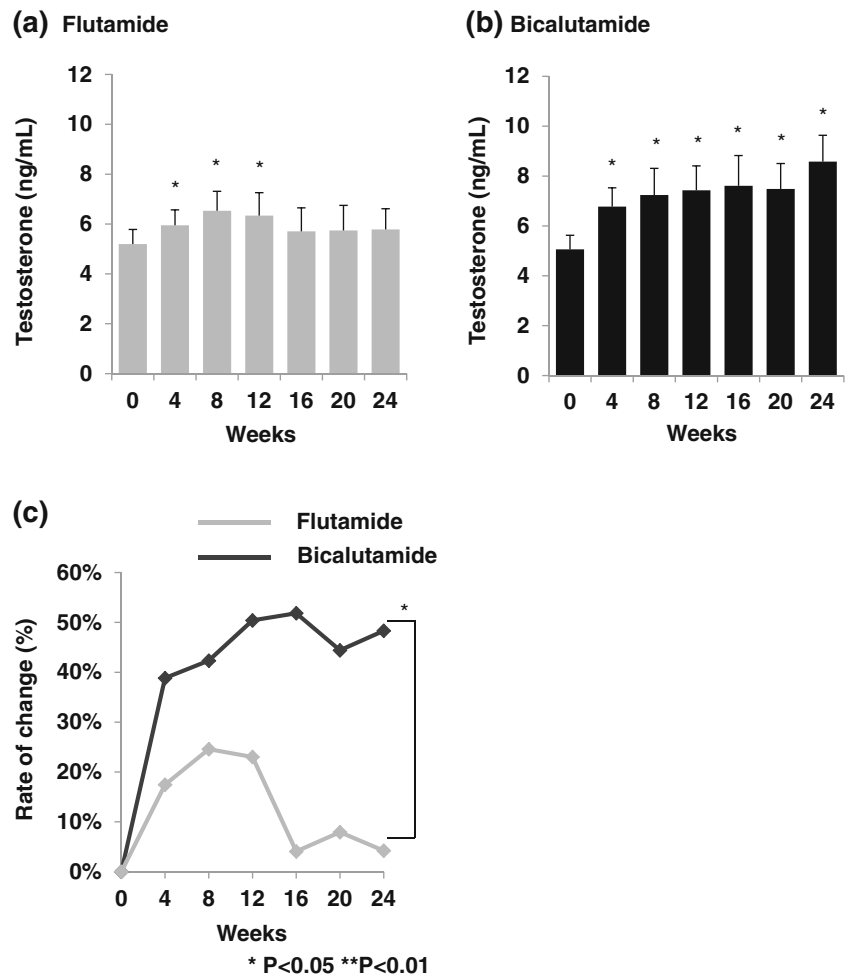 (a) Flutamide
12
10
8
6
4
2
0
Testosterone (ng/mL)
* * *
0 4 8 12 16 20 24
Weeks
(b) Bicalutamide
12
10
8
6
4
2
0
Testosterone (ng/mL)
* * * * * *
0 4 8 12 16 20 24
Weeks
(c)
Flutamide
Bicalutamide
60%
50%
40%
30%
20%
10%
0%
Rate of change (%)
*
0 4 8 12 16 20 24
Weeks
* P<0.05 **P<0.01